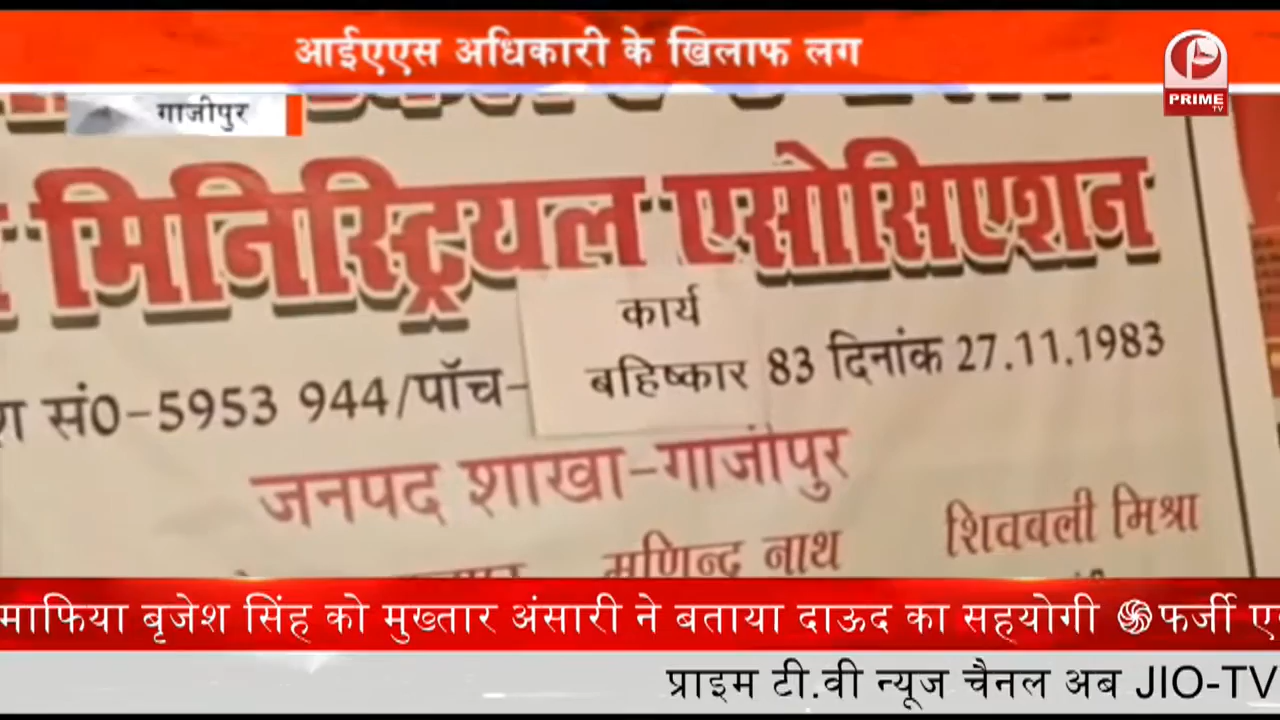 आईएएस अधिकारी के खिलाफ लग
PRIME
TV
गाजीपुर
मिनिस्ट्रियल एसोसिएशन
कार्य
सं0-5953 944/पॉच- बहिष्कार 83 दिनांक 27.11.1983
जनपद शाखा-गाजीपुर
मणिन्द्र नाथ शिवबली मिश्रा
माफिया बृजेश सिंह को मुख्तार अंसारी ने बताया दाऊद का सहयोगी फर्जी
प्राइम टी.वी न्यूज चैनल अब JIO-TV